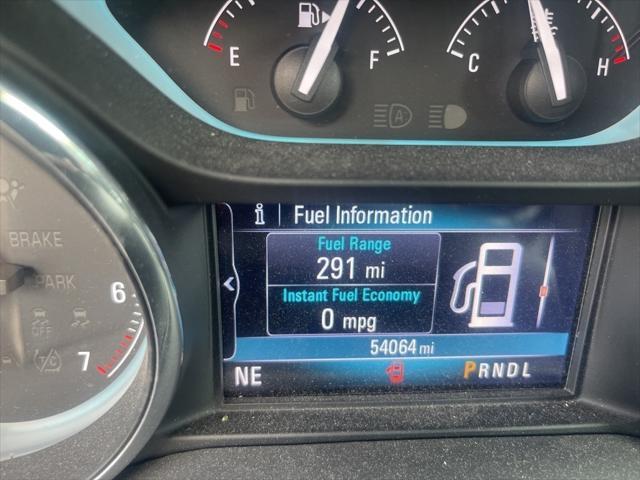 E F
C H
A
i Fuel Information
Fuel Range
291 mi
Instant Fuel Economy
0 mpg
54064 mi
NE PRNDL
BRAKE
PARK
6
OFF
7